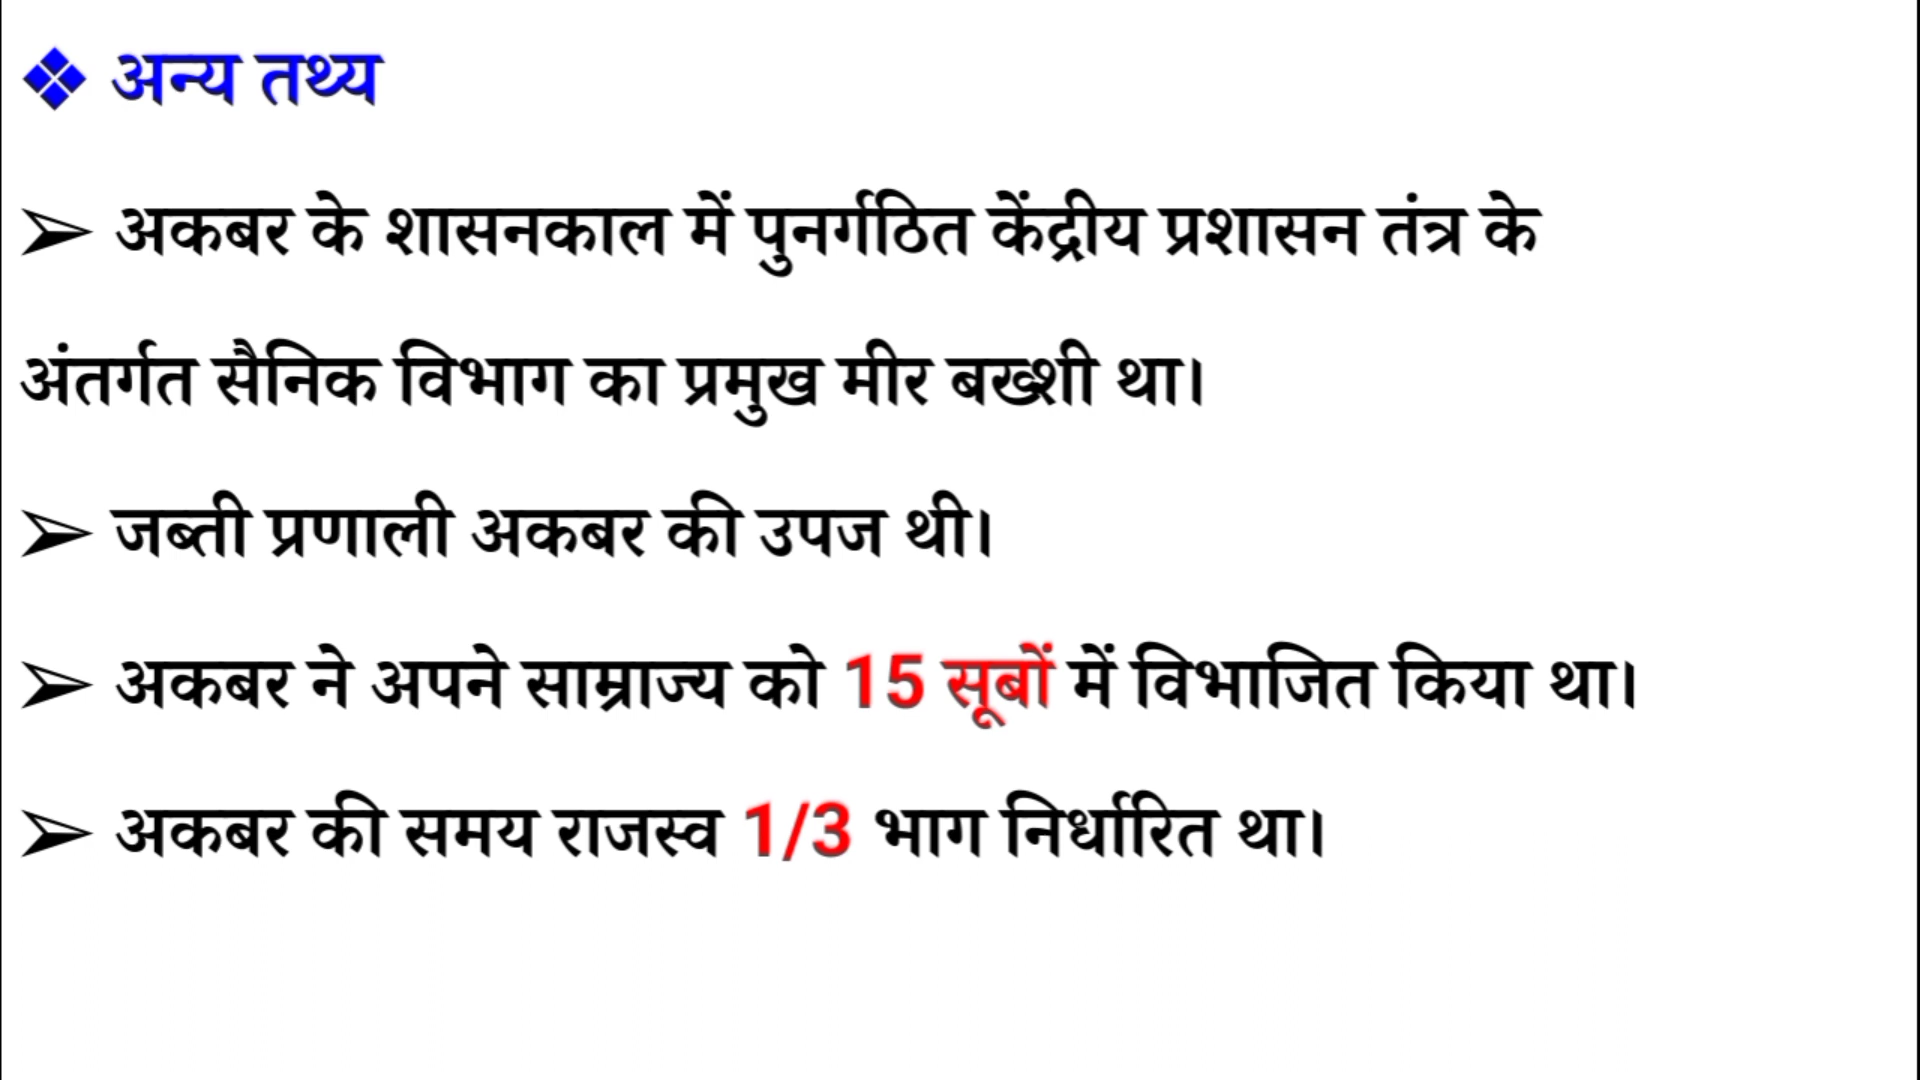 ❖ अन्य तथ्य
➢ अकबर के शासनकाल में पुनर्गठित केंद्रीय प्रशासन तंत्र के
अंतर्गत सैनिक विभाग का प्रमुख मीर बख्शी था।
➢ जब्ती प्रणाली अकबर की उपज थी।
➢ अकबर ने अपने साम्राज्य को 15 सूबों में विभाजित किया था।
➢ अकबर की समय राजस्व 1/3 भाग निर्धारित था।